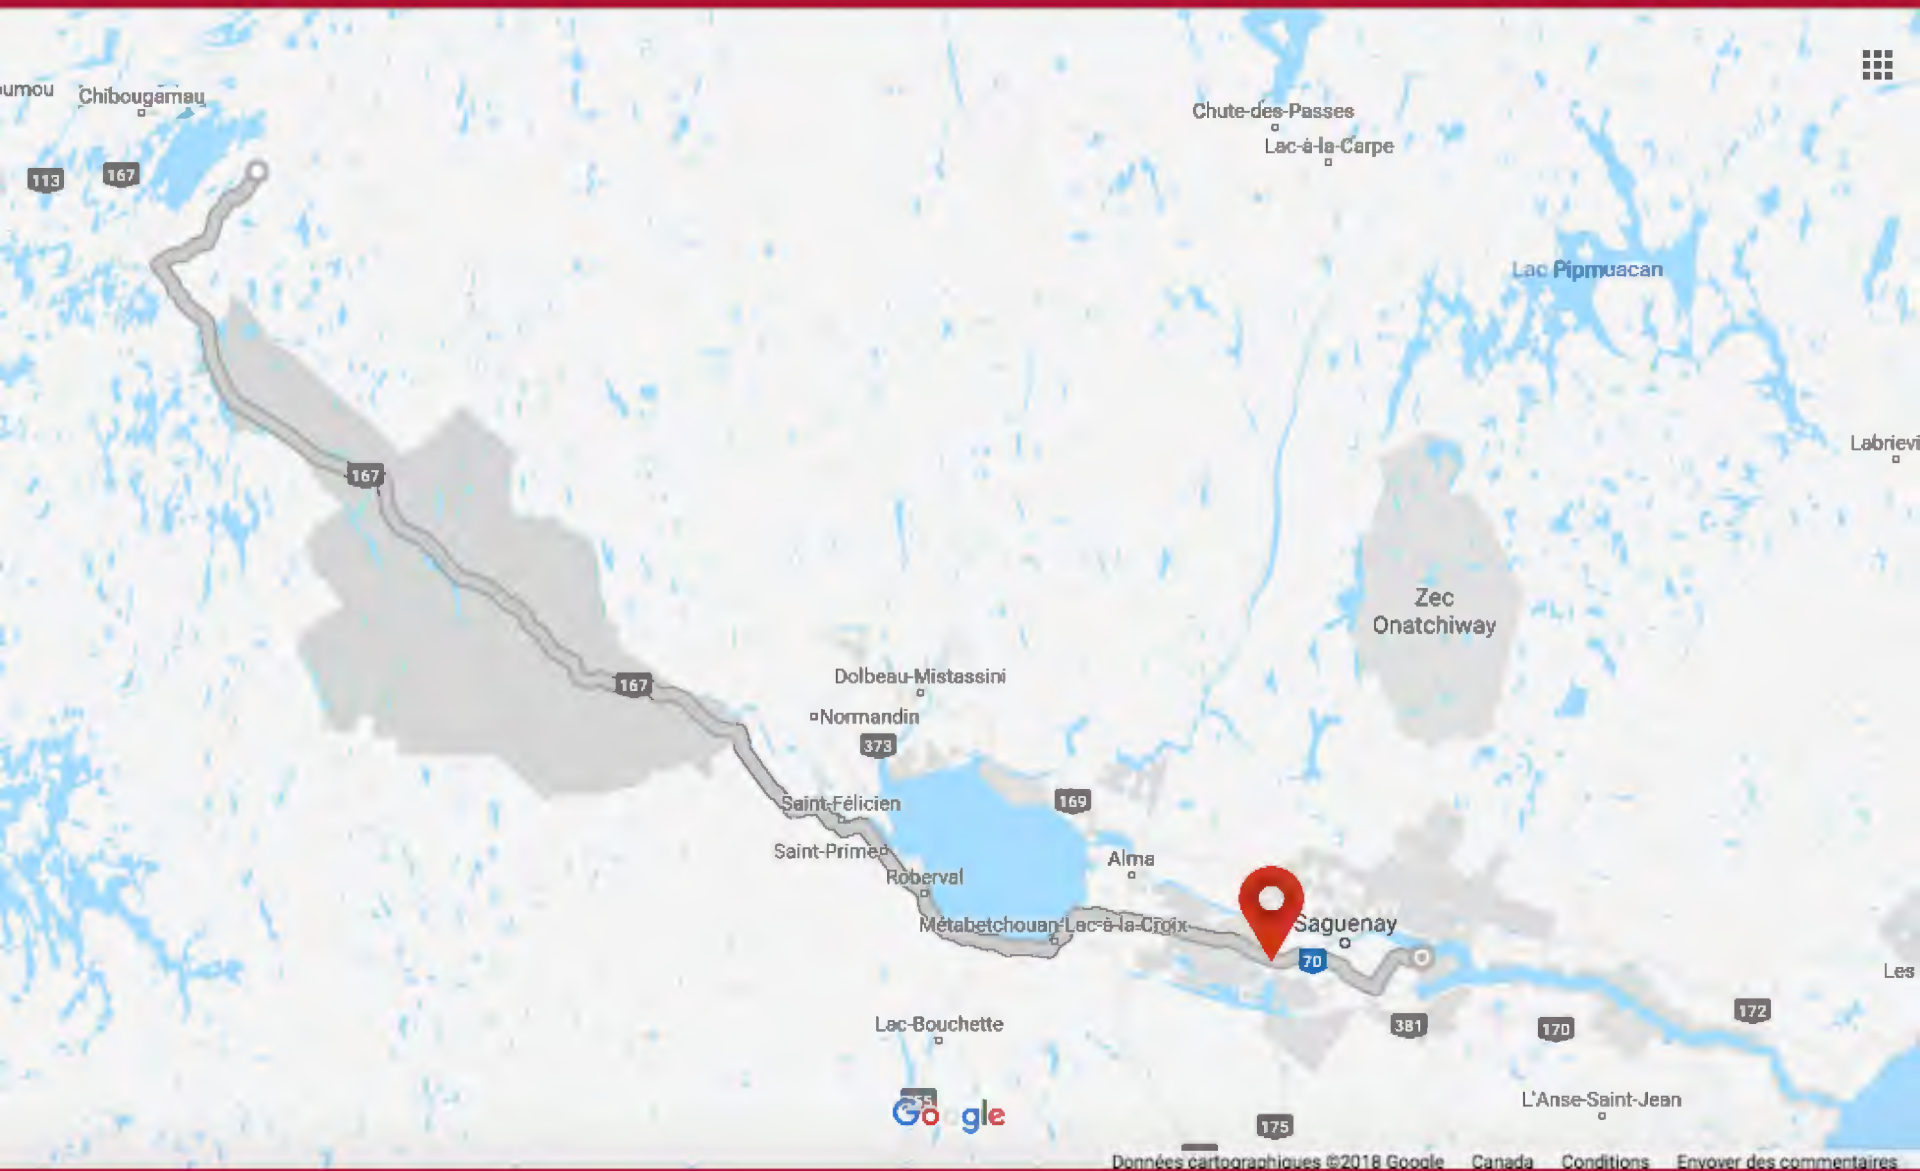 Chibougamau
113
167
Chute-des-Passes
Lac-à-la-Carpe
Lac Pipmuacan
167
Zec
Onatchiway
167
Dolbeau-Mistassini
Normandin
373
169
Saint-Félicien
Saint-Prime
Roberval
Alma
Métabetchouan-Lac-à-la-Croix
Saguenay
70
Les
Lac-Bouchette
381
170
172
L'Anse-Saint-Jean
Google
175
Données cartographiques ©2018 Google Canada Conditions Envoyer des commentaires